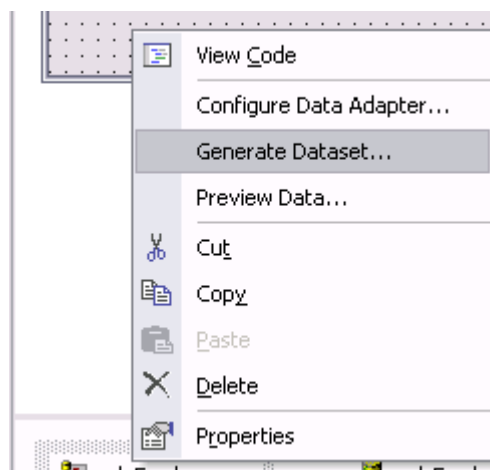 View Code
Configure Data Adapter...
Generate Dataset...
Preview Data...
Cut
Copy
Paste
Delete
Properties